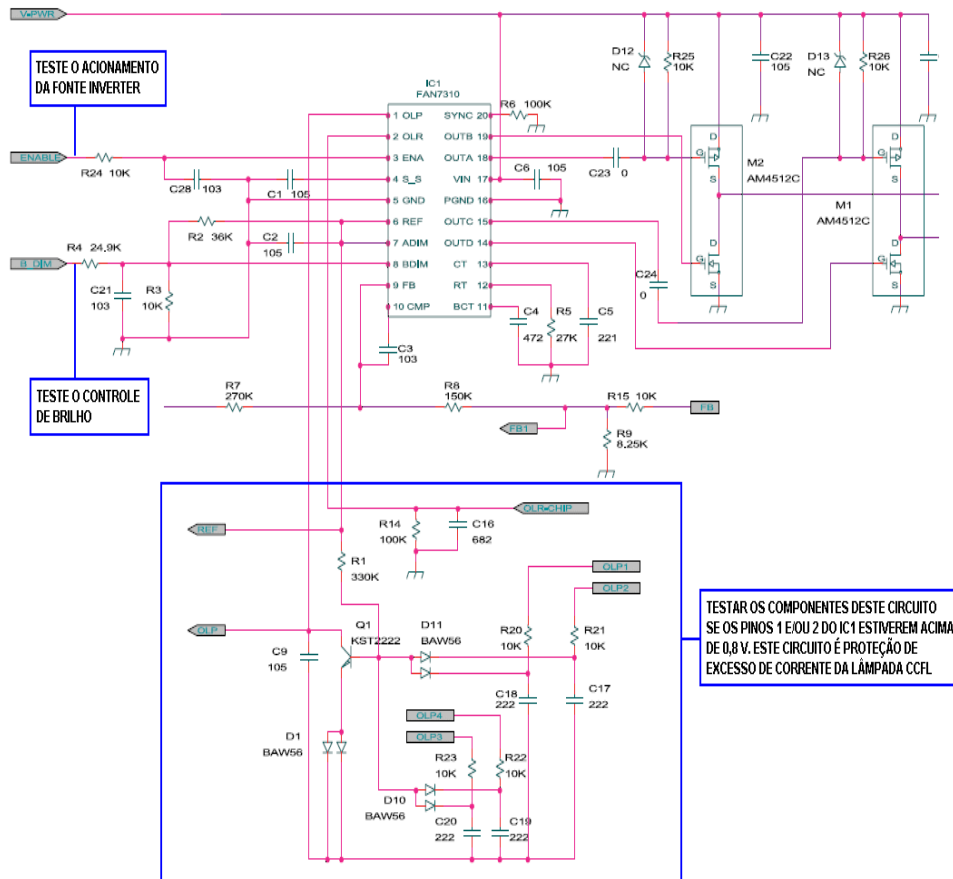 V-PWR
TESTE O ACIONAMENTO
DA FONTE INVERTER
D12
NC
R25
10K
C22
105
D13
NC
R26
10K
IC1
FAN7310
R6 100K
1 OLP
SYNC 20
2 OLR
OUTB 19
3 ENA
OUTA 18
4 S_S
VIN 17
5 GND
PGND 16
6 REF
OUTC 15
7 ADIM
OUTD 14
8 BDIM
CT 13
9 FB
RT 12
10 CMP
BCT 11
ENABLE
R24 10K
C28 103
C1 105
C6 105
C23 0
D
G
S
M2
AM4512C
D
G
S
M1
AM4512C
D
G
S
D
G
S
R2 36K
C2
105
R4 24,9K
B_DIM
C21
103
R3
10K
C24
0
C4
472
R5
27K
C5
221
C3
103
TESTE O CONTROLE
DE BRILHO
R7
270K
R8
150K
R15 10K
FB
FB1
R9
8.25K
REF
R14
100K
C16
682
OLR-CHIP
R1
330K
OLP1
OLP2
OLP
Q1
KST2222
D11
BAW56
R20
10K
R21
10K
C9
105
C18
222
C17
222
OLP4
OLP3
D1
BAW56
R23
10K
R22
10K
D10
BAW56
C20
222
C19
222
TESTAR OS COMPONENTES DESTE CIRCUITO
SE OS PINOS 1 E/OU 2 DO IC1 ESTIVEREM ACIMA
DE 0,8 V. ESTE CIRCUITO É PROTEÇÃO DE
EXCESSO DE CORRENTE DA LÂMPADA CCFL